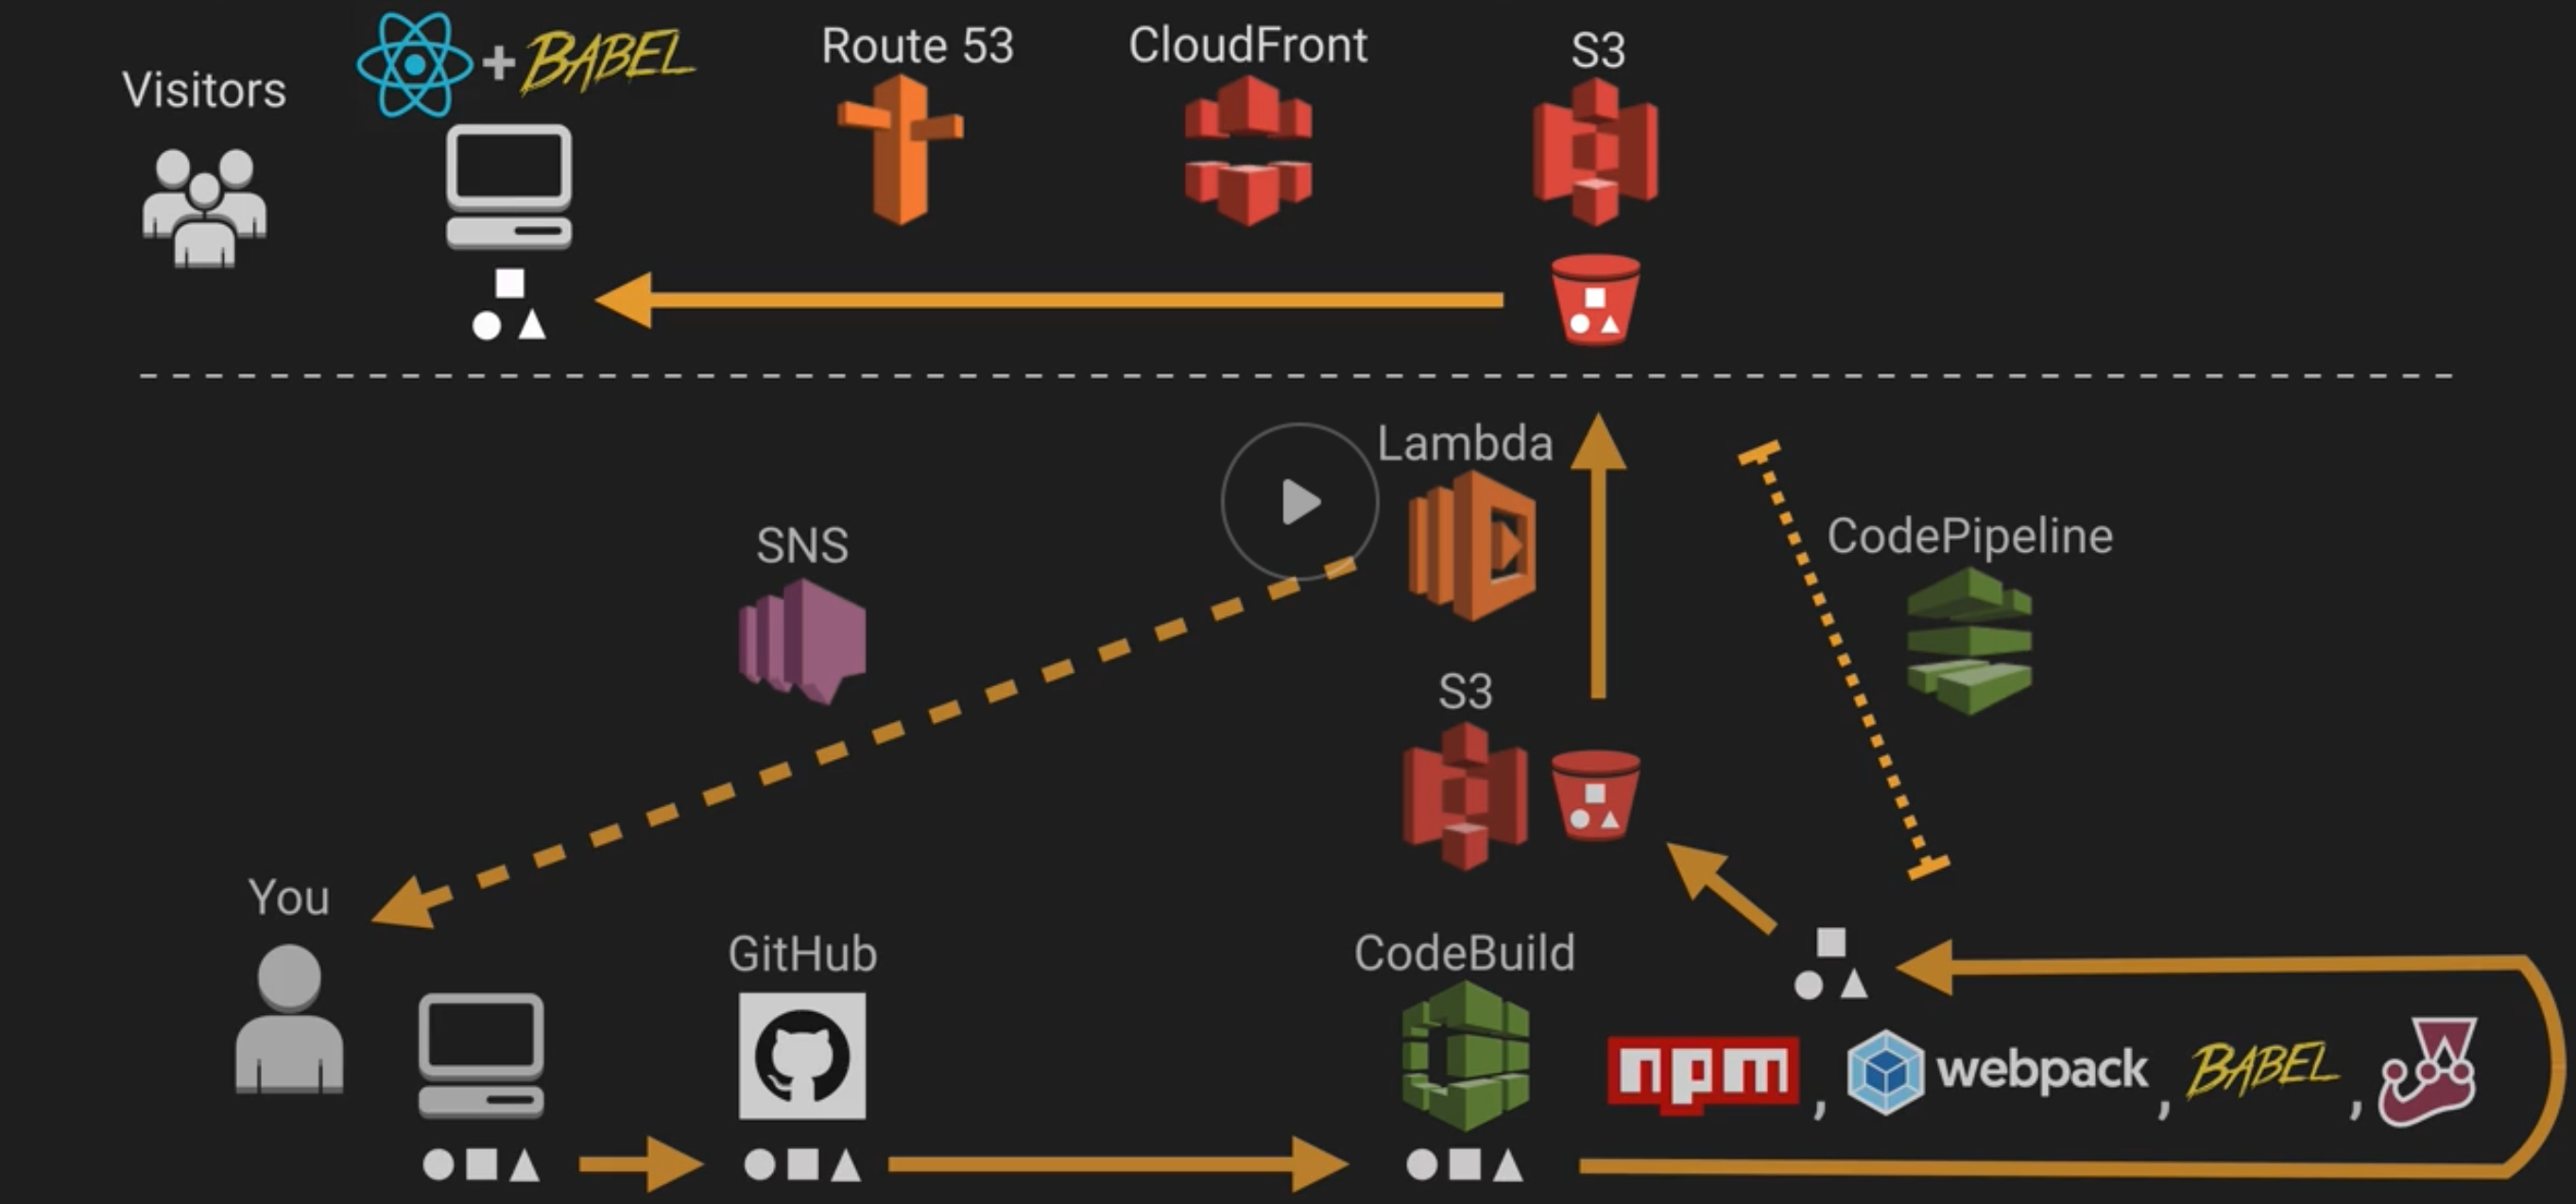 Visitors
+ BABEL
Route 53
CloudFront
S3
Lambda
SNS
CodePipeline
S3
You
GitHub
CodeBuild
npm , webpack , BABEL ,